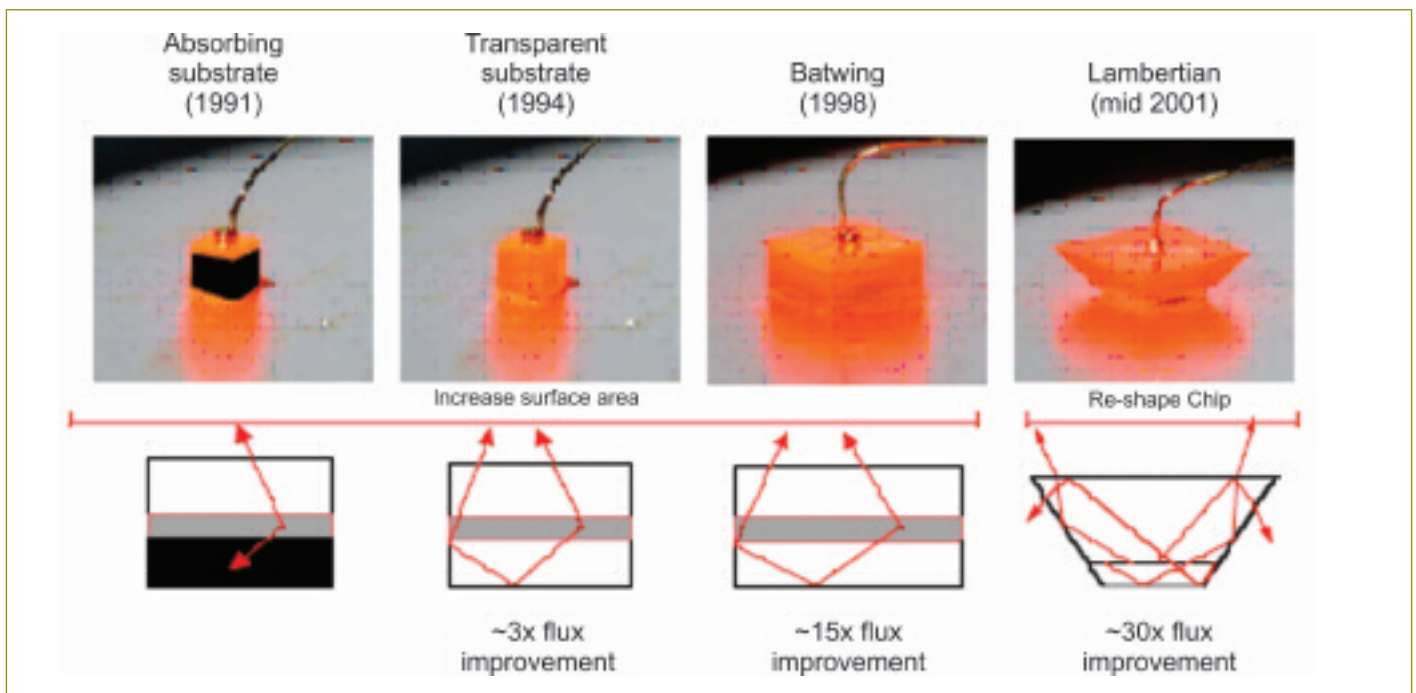 Absorbing
substrate
(1991)
Transparent
substrate
(1994)
Batwing
(1998)
Lambertian
(mid 2001)
Increase surface area
Re-shape Chip
~3x flux
improvement
~15x flux
improvement
~30x flux
improvement